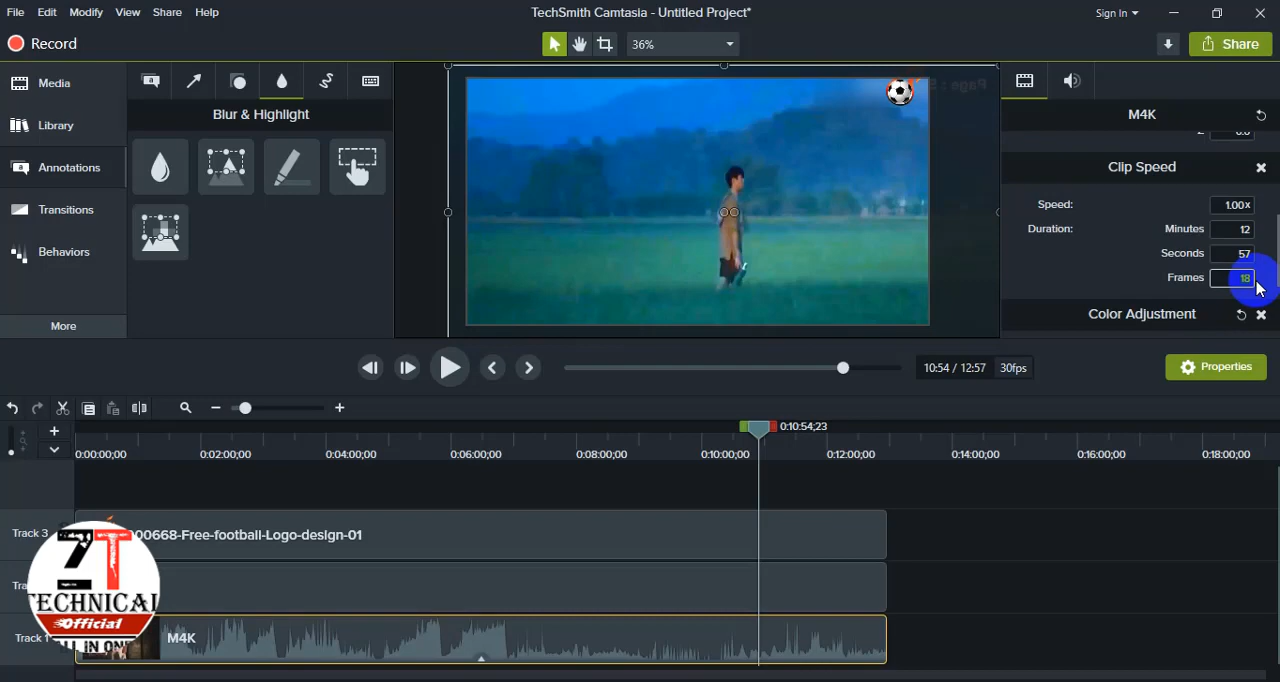 File Edit Modify View Share Help
TechSmith Camtasia - Untitled Project*
Sign In
Record
36%
Share
Media
Library
Annotations
Transitions
Behaviors
More
Blur & Highlight
M4K
Clip Speed
Speed: 1.00x
Duration: Minutes 12
Seconds 57
Frames 18
Color Adjustment
10:54 / 12:57 30fps
Properties
0:10:54;23
0:00:00;00 0:02:00;00 0:04:00;00 0:06:00;00 0:08:00;00 0:10:00;00 0:12:00;00 0:14:00;00 0:16:00;00 0:18:00;00
Track 3
00668-Free-football-Logo-design-01
Track 1
M4K
ZT
TECHNICAL
Official
ALL IN ONE